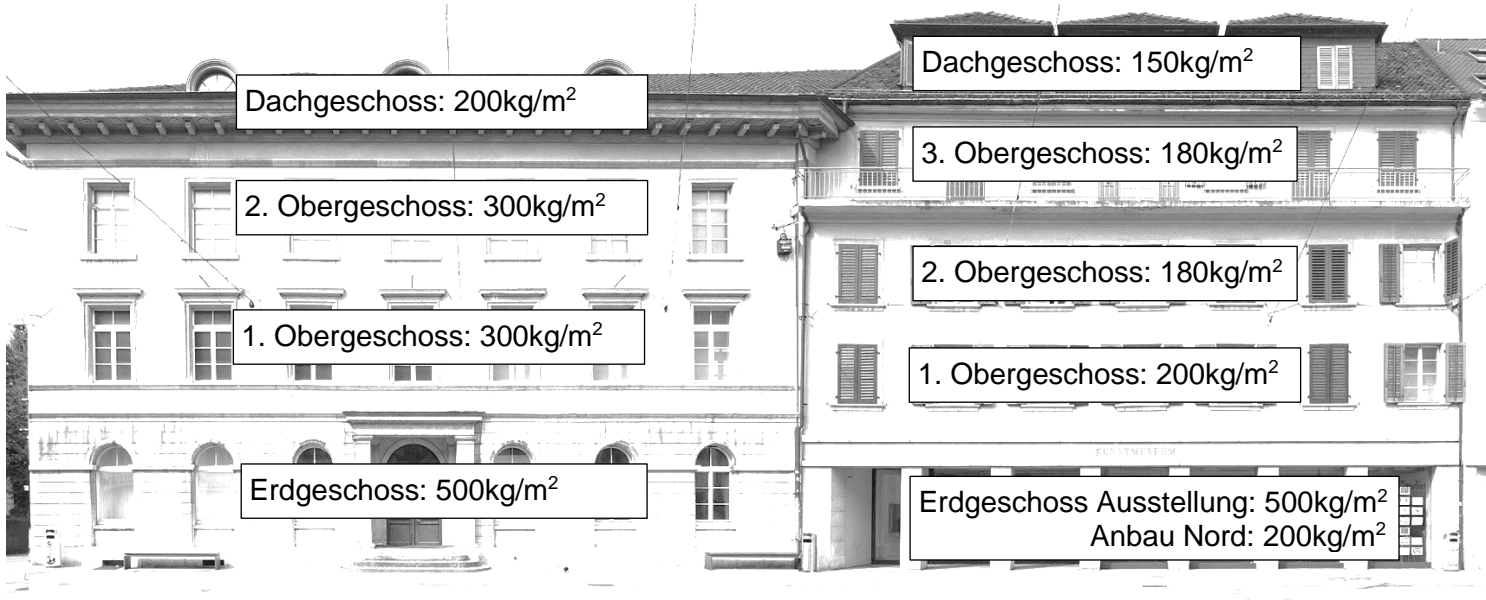 Dachgeschoss: 200kg/m²
2. Obergeschoss: 300kg/m²
1. Obergeschoss: 300kg/m²
Erdgeschoss: 500kg/m²
Dachgeschoss: 150kg/m²
3. Obergeschoss: 180kg/m²
2. Obergeschoss: 180kg/m²
1. Obergeschoss: 200kg/m²
KUNSTMUSEUM
Erdgeschoss Ausstellung: 500kg/m²
Anbau Nord: 200kg/m²